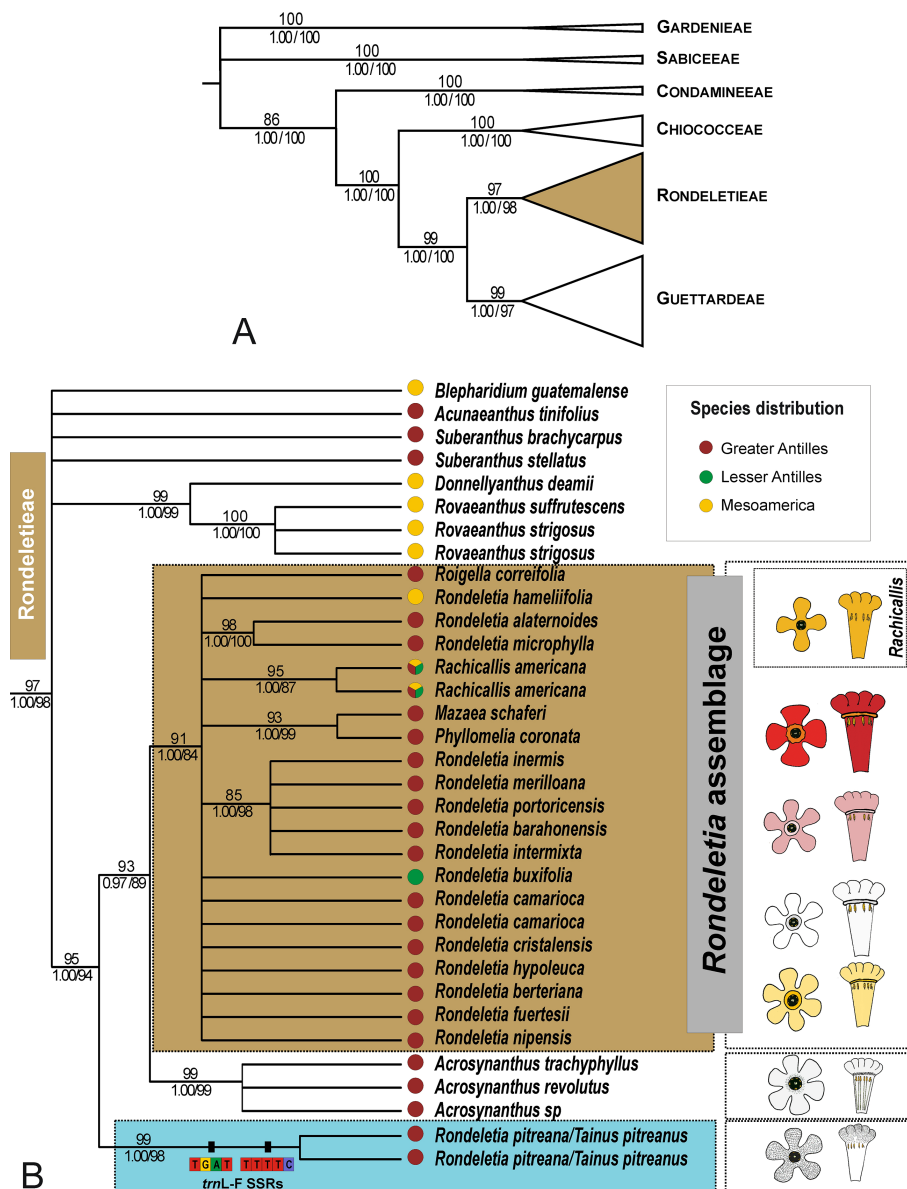 100
1.00/100
GARDENIEAE
100
1.00/100
SABICEEAE
100
1.00/100
CONDAMINEEAE
86
1.00/100
100
1.00/100
CHIOCOCCEAE
100
1.00/100
97
1.00/98
RONDELETIEAE
99
1.00/100
99
1.00/97
GUETTARDEAE
A
Rondeletieae
97
1.00/98
Blepharidium guatemalense
Acunaeanthus tinifolius
Suberanthus brachycarpus
Suberanthus stellatus
99
1.00/99
Donnellyanthus deamii
Rovaeanthus suffrutescens
100
1.00/100
Rovaeanthus strigosus
Rovaeanthus strigosus
Species distribution
Greater Antilles
Lesser Antilles
Mesoamerica
Roigella correifolia
Rondeletia hameliifolia
98
1.00/100
Rondeletia alaternoides
Rondeletia microphylla
95
1.00/87
Rachicallis americana
Rachicallis americana
93
1.00/99
Mazaea schaferi
Phyllomelia coronata
91
1.00/84
Rondeletia inermis
Rondeletia merilloana
85
1.00/98
Rondeletia portoricensis
Rondeletia barahonensis
Rondeletia intermixta
Rondeletia buxifolia
93
0.97/89
Rondeletia camarioca
Rondeletia camarioca
Rondeletia cristalensis
Rondeletia hypoleuca
95
1.00/94
Rondeletia berteriana
Rondeletia fuertesii
Rondeletia nipensis
Rondeletia assemblage
Rachicallis
99
1.00/99
Acrosynanthus trachyphyllus
Acrosynanthus revolutus
Acrosynanthus sp
99
1.00/98
Rondeletia pitreana/Tainus pitreanus
Rondeletia pitreana/Tainus pitreanus
TGAT TTTTC
trnL-F SSRs
B